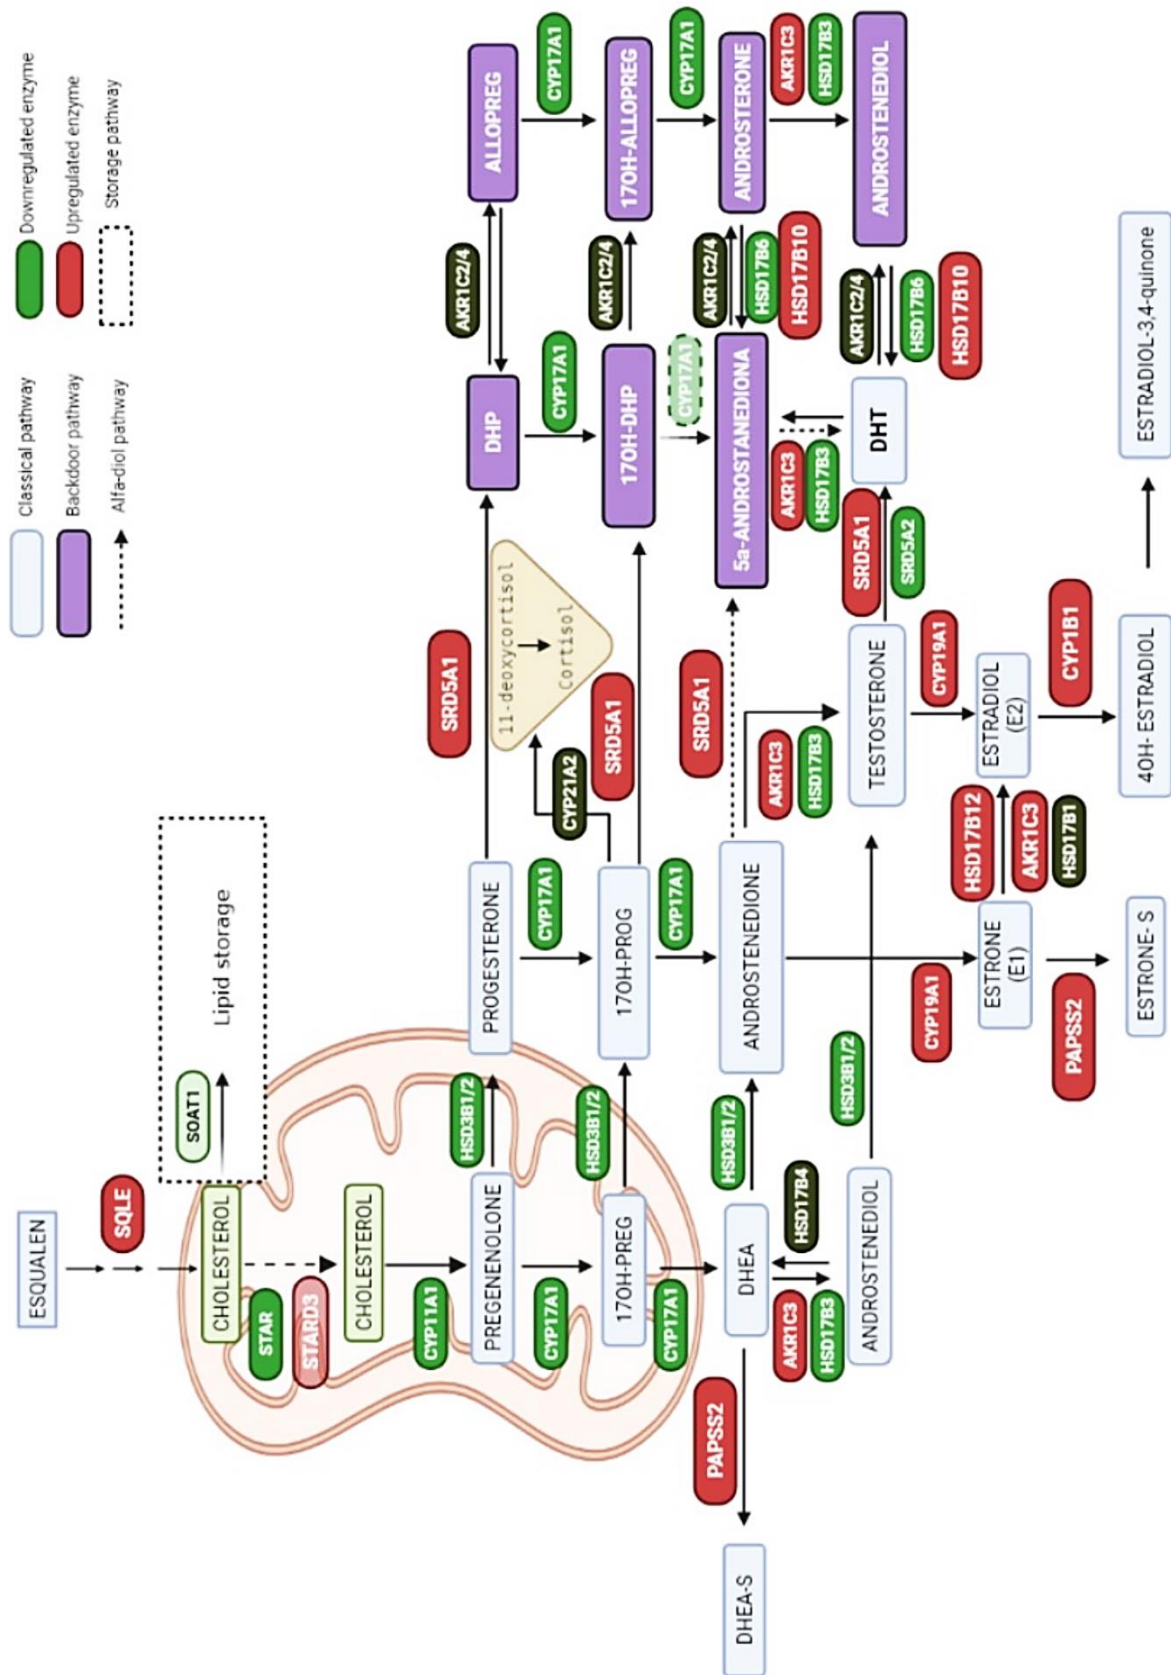 Classical pathway
Downregulated enzyme
Backdoor pathway
Upregulated enzyme
Alfa-diol pathway
Storage pathway
ESQUALEN
SQLE
CHOLESTEROL
SOAT1
Lipid storage
STAR
STARD3
CHOLESTEROL
CYP11A1
PREGENENOLONE
HSD3B1/2
PROGESTERONE
SRD5A1
DHP
AKR1C2/4
ALLOPREG
CYP17A1
CYP17A1
11-deoxycortisol
Cortisol
CYP21A2
CYP17A1
CYP17A1
17OH-PREG
HSD3B1/2
17OH-PROG
SRD5A1
17OH-DHP
AKR1C2/4
17OH-ALLOPREG
CYP17A1
CYP17A1
CYP17A1
CYP17A1
DHEA-S
PAPSS2
DHEA
HSD3B1/2
ANDROSTENEDIONE
SRD5A1
5a-ANDROSTANEDIONA
AKR1C2/4
HSD17B6
HSD17B10
ANDROSTERONE
AKR1C3
HSD17B3
HSD17B4
AKR1C3
HSD17B3
AKR1C3
HSD17B3
AKR1C3
HSD17B3
ANDROSTENEDIOL
HSD3B1/2
TESTOSTERONE
SRD5A1
SRD5A2
DHT
AKR1C2/4
HSD17B6
HSD17B10
ANDROSTENEDIOL
CYP19A1
CYP19A1
ESTRONE
(E1)
HSD17B12
AKR1C3
HSD17B1
ESTRADIOL
(E2)
PAPSS2
CYP1B1
ESTRONE- S
4OH- ESTRADIOL
ESTRADIOL-3,4-quinone